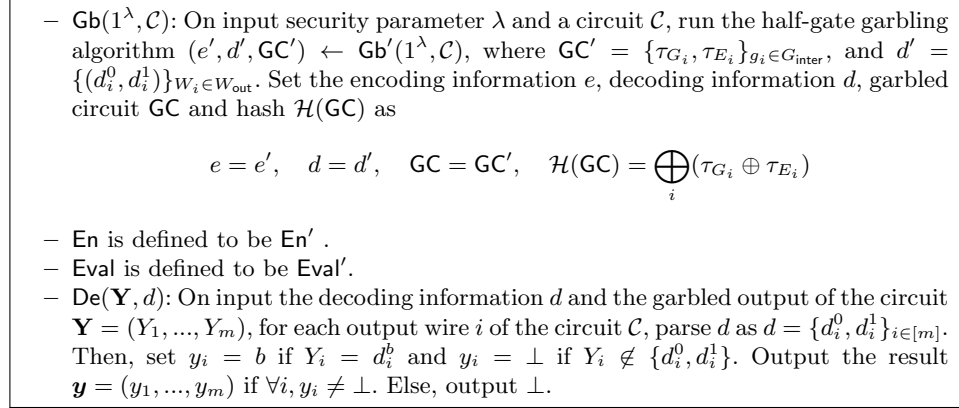 – Gb(1^λ, C): On input security parameter λ and a circuit C, run the half-gate garbling
algorithm (e′, d′, GC′) ← Gb′(1^λ, C), where GC′ = {τ_{G_i}, τ_{E_i}}_{g_i∈G_inter}, and d′ =
{(d_i^0, d_i^1)}_{W_i∈W_out}. Set the encoding information e, decoding information d, garbled
circuit GC and hash H(GC) as
e = e′, d = d′, GC = GC′, H(GC) = ⊕_i (τ_{G_i} ⊕ τ_{E_i})
– En is defined to be En′ .
– Eval is defined to be Eval′.
– De(Y, d): On input the decoding information d and the garbled output of the circuit
Y = (Y_1, ..., Y_m), for each output wire i of the circuit C, parse d as d = {d_i^0, d_i^1}_{i∈[m]}.
Then, set y_i = b if Y_i = d_i^b and y_i = ⊥ if Y_i ∉ {d_i^0, d_i^1}. Output the result
y = (y_1, ..., y_m) if ∀i, y_i ≠ ⊥. Else, output ⊥.